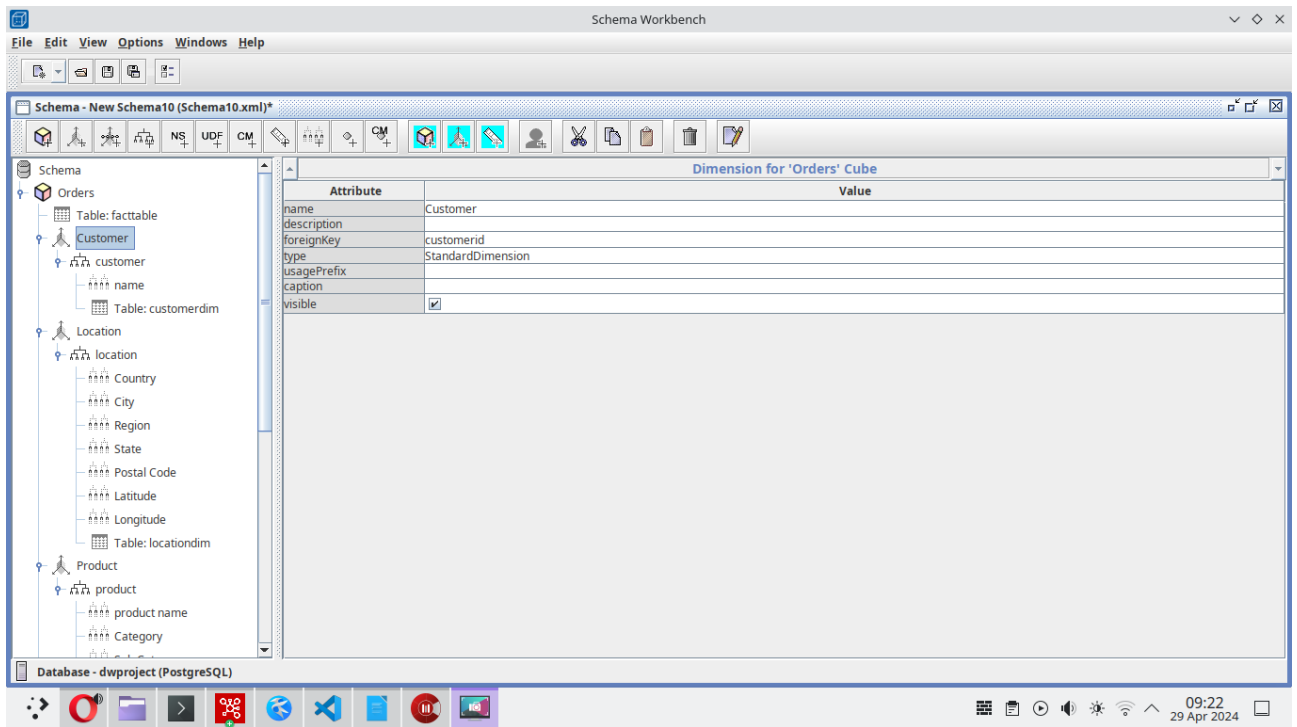 Schema Workbench
File Edit View Options Windows Help
Schema - New Schema10 (Schema10.xml)*
NS UDF CM CM
Schema
Orders
Table: facttable
Customer
customer
name
Table: customerdim
Location
location
Country
City
Region
State
Postal Code
Latitude
Longitude
Table: locationdim
Product
product
product name
Category
Dimension for 'Orders' Cube
Attribute Value
name Customer
description
foreignKey customerid
type StandardDimension
usagePrefix
caption
visible
Database - dwproject (PostgreSQL)
09:22
29 Apr 2024